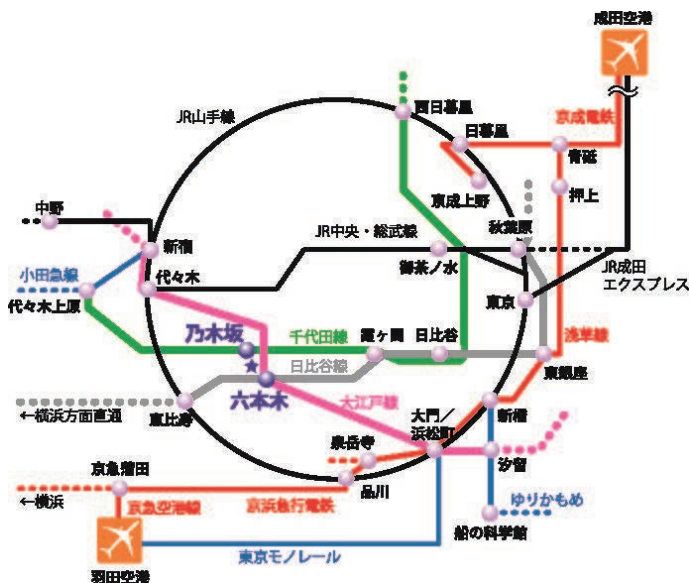 成田空港
JR山手線
西日暮里
京成電鉄
日暮里
青砥
京成上野
押上
中野
新宿
JR中央・総武線
秋葉原
御茶ノ水
小田急線
代々木
JR成田
エクスプレス
代々木上原
東京
乃木坂
千代田線
霞ヶ関
日比谷
浅草線
日比谷線
東銀座
六本木
恵比寿
大江戸線
大門／
浜松町
新橋
←横浜方面直通
泉岳寺
汐留
京急蒲田
品川
←横浜
京急空港線
京浜急行電鉄
ゆりかもめ
船の科学館
東京モノレール
羽田空港